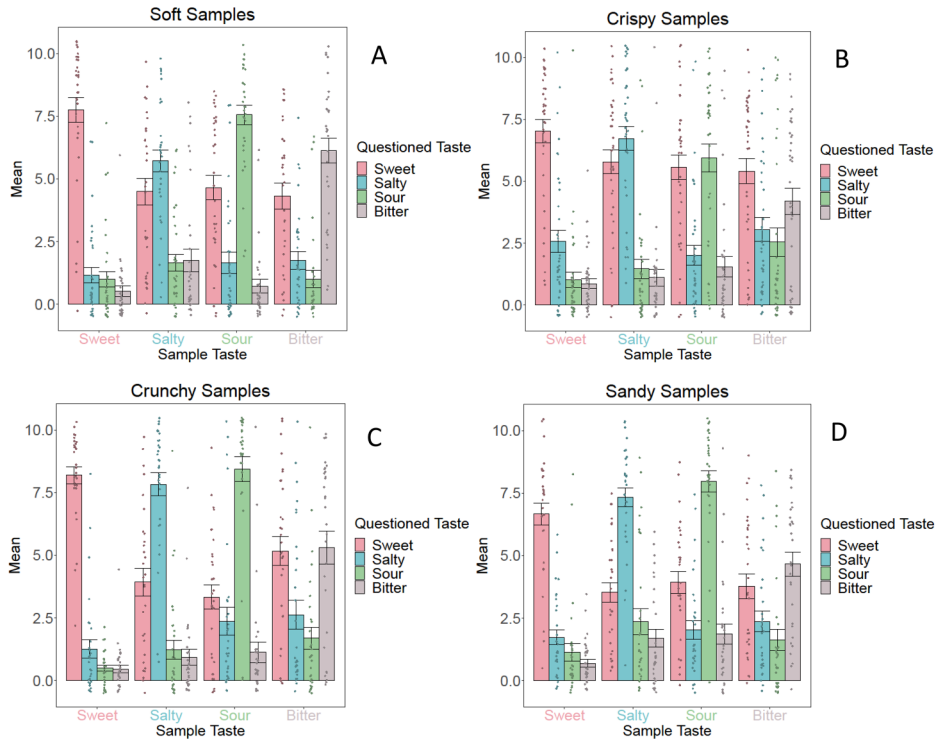 Soft Samples
A
10.0
7.5
5.0
2.5
0.0
Mean
Sweet Salty Sour Bitter
Sample Taste
Questioned Taste
Sweet
Salty
Sour
Bitter
Crispy Samples
B
10.0
7.5
5.0
2.5
0.0
Mean
Sweet Salty Sour Bitter
Sample Taste
Questioned Taste
Sweet
Salty
Sour
Bitter
Crunchy Samples
C
10.0
7.5
5.0
2.5
0.0
Mean
Sweet Salty Sour Bitter
Sample Taste
Questioned Taste
Sweet
Salty
Sour
Bitter
Sandy Samples
D
10.0
7.5
5.0
2.5
0.0
Mean
Sweet Salty Sour Bitter
Sample Taste
Questioned Taste
Sweet
Salty
Sour
Bitter